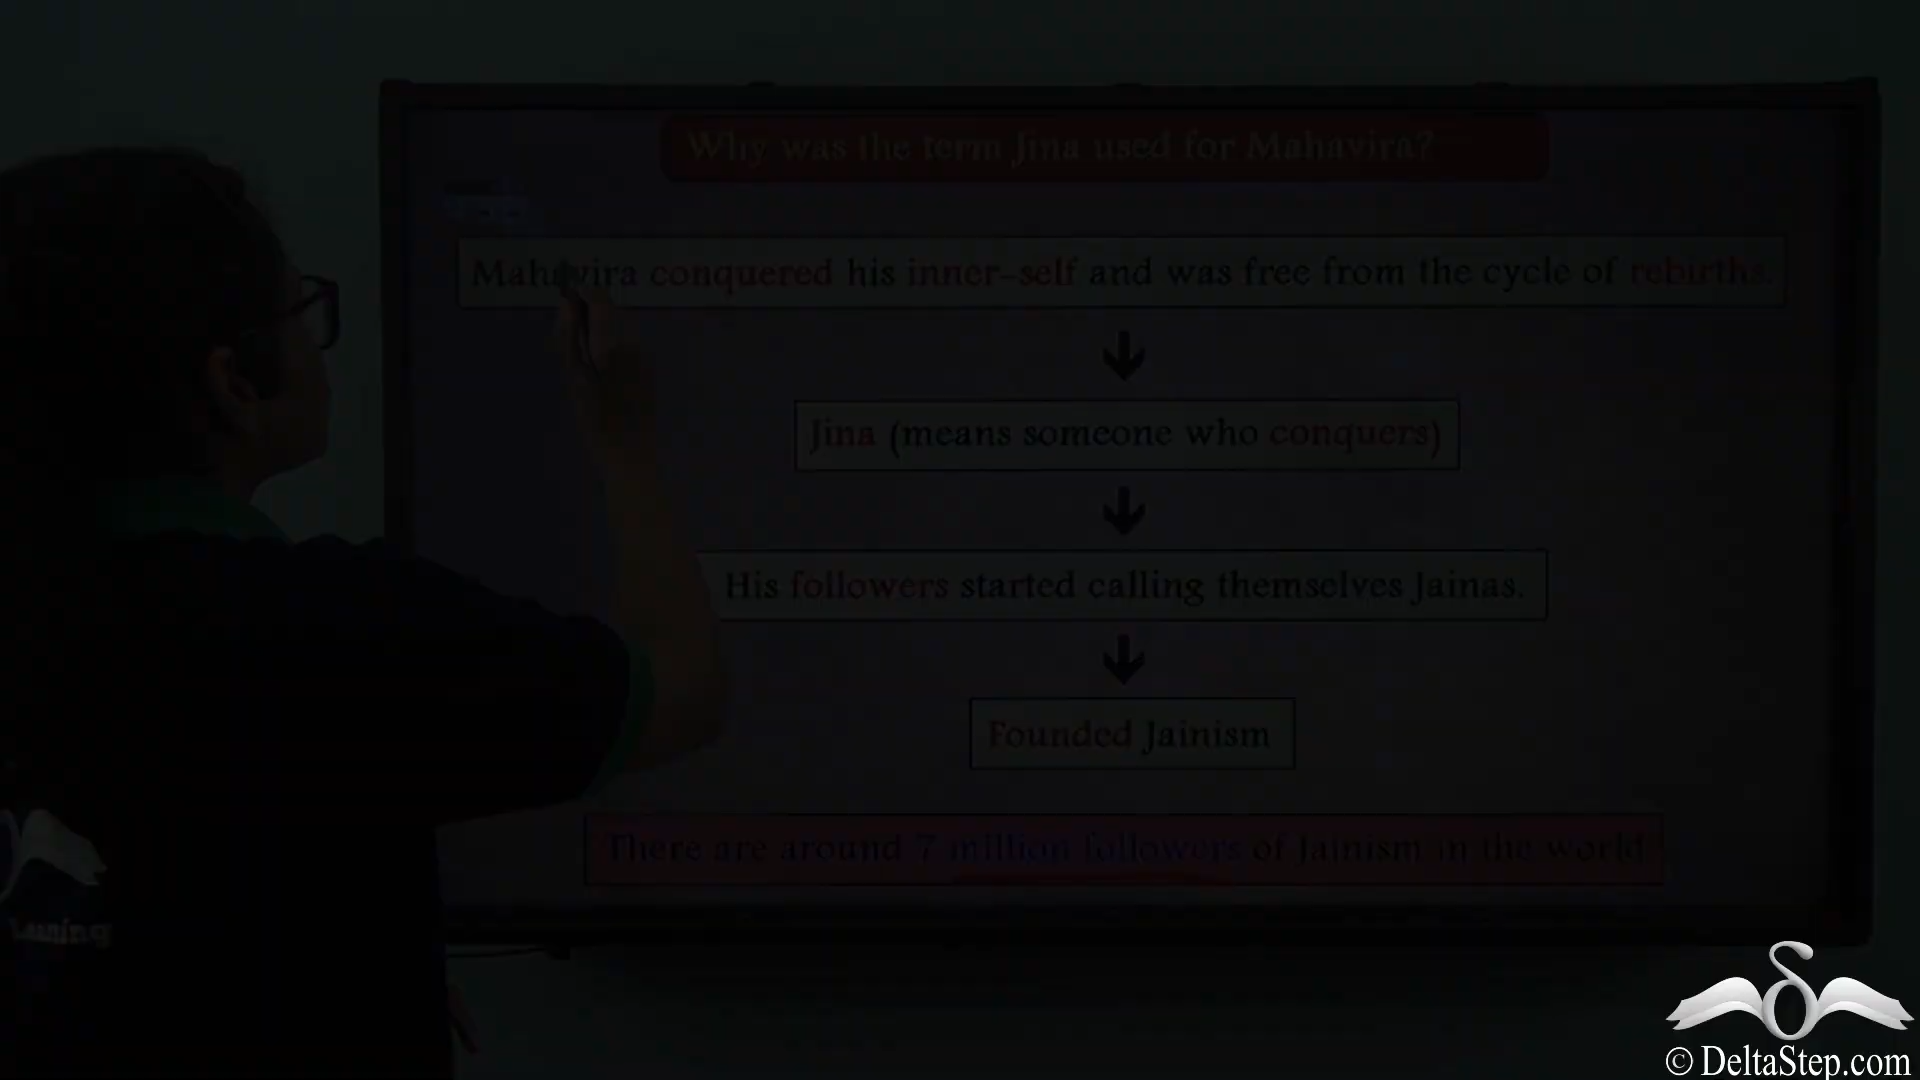 Why was the term Jina used for Mahavira?
Mahavira conquered his inner-self and was free from the cycle of rebirths.
Jina (means someone who conquers)
His followers started calling themselves Jainas.
Founded Jainism
There are around 7 million followers of Jainism in the world
© DeltaStep.com